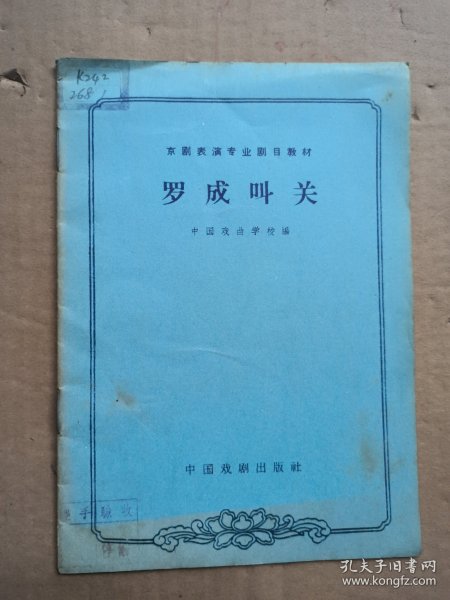 K242
268/1
京剧表演专业剧目教材
罗成叫关
中国戏曲学校编
中国戏剧出版社
孔夫子旧书网
www.kongfz.com